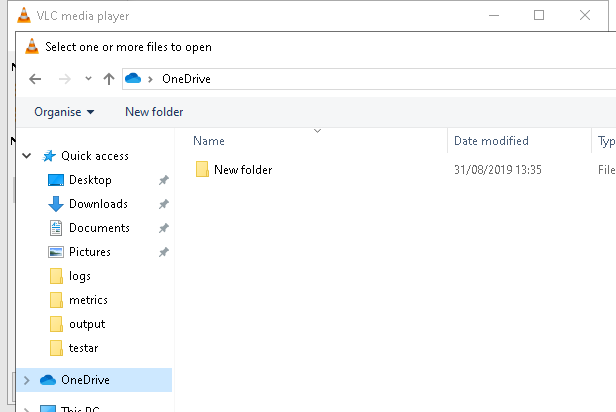 VLC media player
Select one or more files to open
OneDrive
Organise New folder
Name Date modified Typ
New folder 31/08/2019 13:35 File
Quick access
Desktop
Downloads
Documents
Pictures
logs
metrics
output
testar
OneDrive
This PC